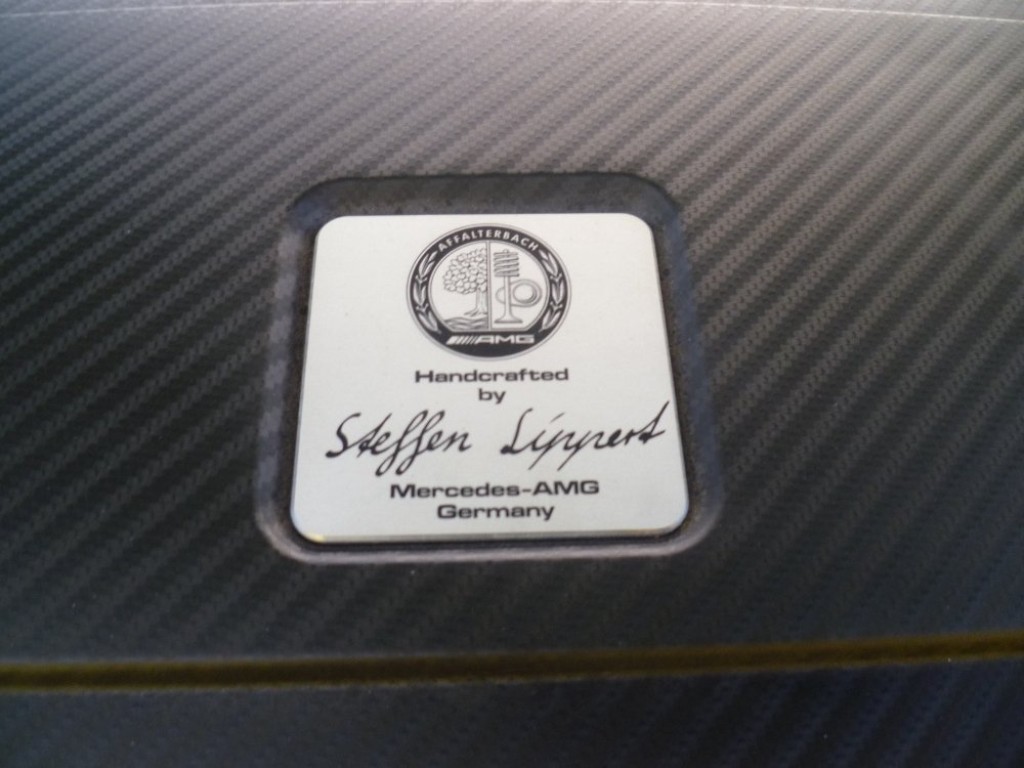 AFFALTERBACH
AMG
Handcrafted
by
Steffen Lippert
Mercedes-AMG
Germany